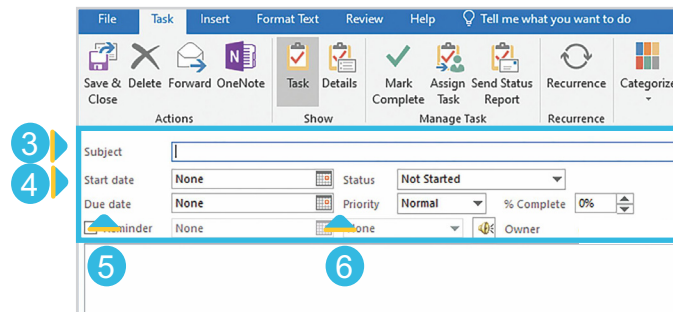 File Task Insert Format Text Review Help Tell me what you want to do
Save & Close Delete Forward OneNote Task Details Mark Complete Assign Task Send Status Report Recurrence Categorize
Actions Show Manage Task Recurrence
3 Subject
4 Start date None Status Not Started
Due date None Priority Normal % Complete 0%
Reminder None None Owner
5 6